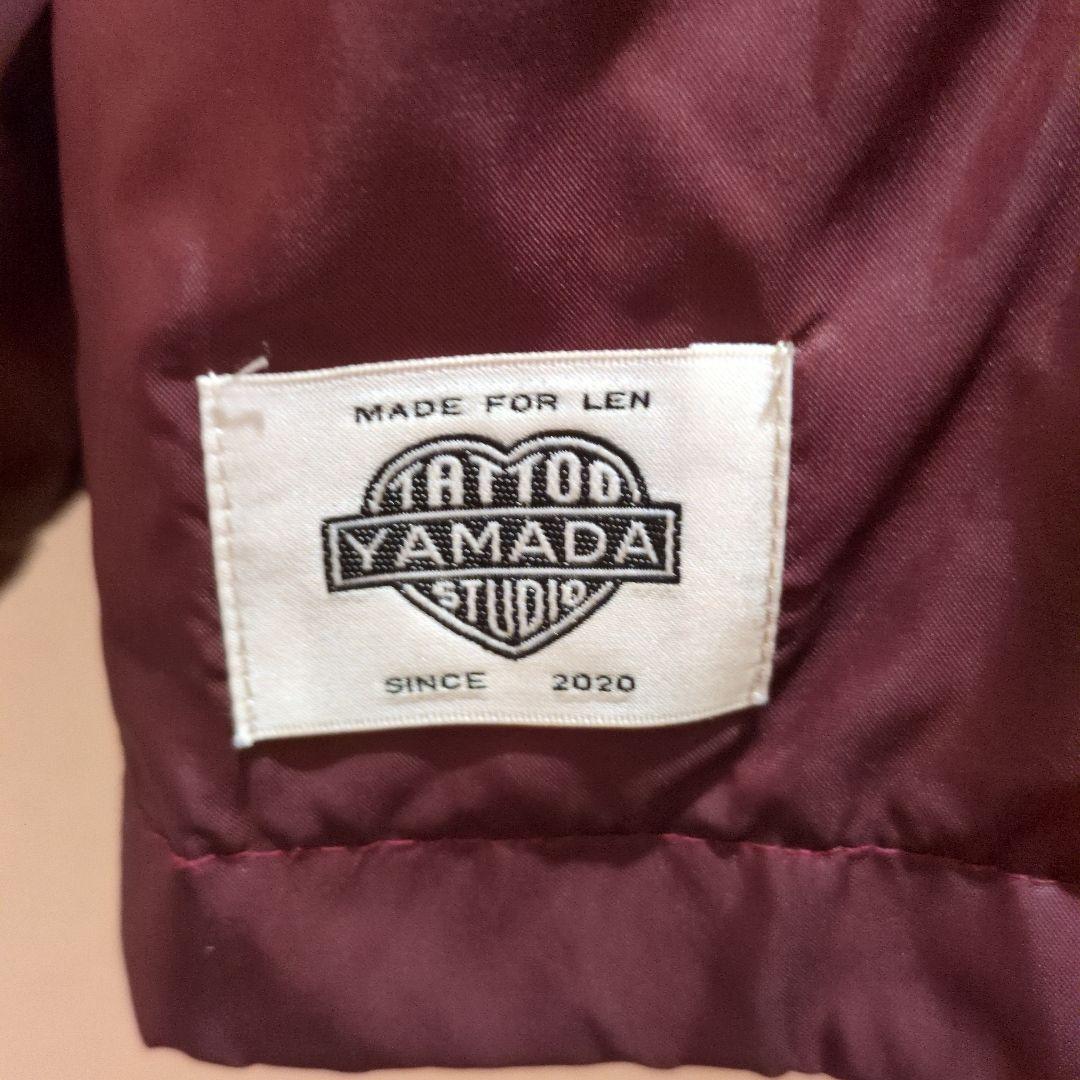 MADE FOR LEN
TATTOO
YAMADA
STUDIO
SINCE 2020